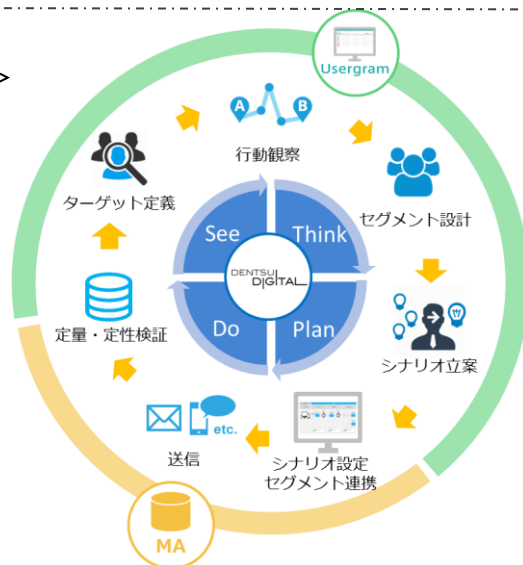 >
Usergram
A
B
行動観察
ターゲット定義
セグメント設計
See
Think
DENTSU
DIGITAL
Do
Plan
定量・定性検証
シナリオ立案
etc.
送信
シナリオ設定
セグメント連携
MA